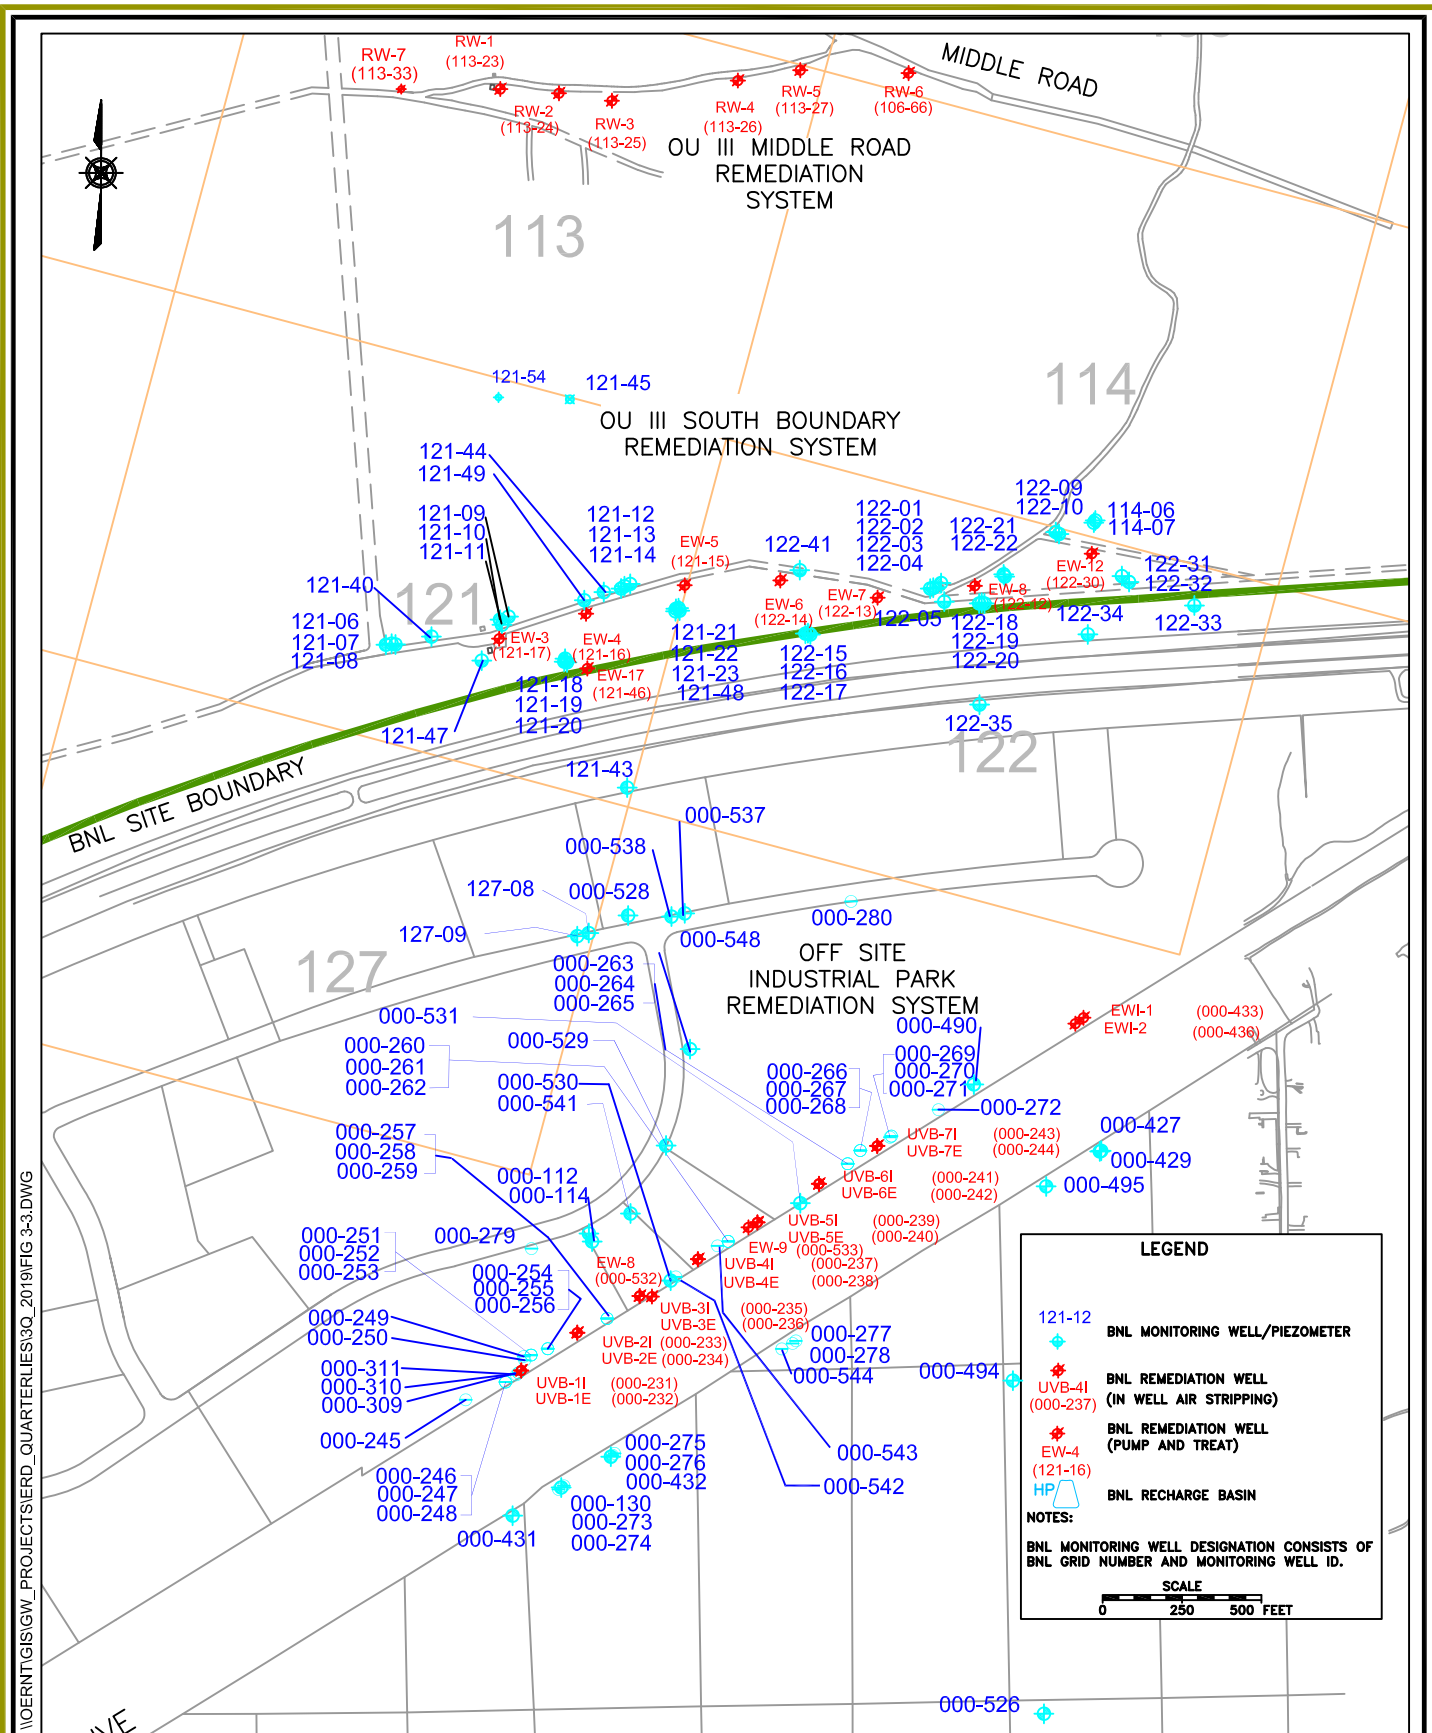 RW-1
(113-23)
RW-7
(113-33)
RW-2
(113-24)
RW-3
(113-25)
RW-4
(113-26)
RW-5
(113-27)
RW-6
(106-66)
MIDDLE ROAD
OU III MIDDLE ROAD
REMEDIATION
SYSTEM
113
114
121-54
121-45
OU III SOUTH BOUNDARY
REMEDIATION SYSTEM
121-44
121-49
121-09
121-10
121-11
121-12
121-13
121-14
EW-5
(121-15)
122-41
122-01
122-02
122-03
122-04
122-21
122-22
122-09
122-10
114-06
114-07
EW-12
(122-30)
122-31
122-32
121-40
121
121-06
121-07
121-08
EW-3
(121-17)
EW-4
(121-16)
EW-17
(121-46)
EW-6
(122-14)
EW-7
(122-13)
122-05
EW-8
(122-12)
122-34
122-33
121-18
121-19
121-20
121-21
121-22
121-23
121-48
122-15
122-16
122-17
122-18
122-19
122-20
121-47
122-35
122
BNL SITE BOUNDARY
121-43
000-537
000-538
127-08
000-528
127-09
000-548
000-280
127
OFF SITE
INDUSTRIAL PARK
REMEDIATION SYSTEM
000-263
000-264
000-265
000-531
000-260
000-261
000-262
000-529
000-530
000-541
000-490
EWI-1 (000-433)
EWI-2 (000-436)
000-269
000-270
000-271
000-266
000-267
000-268
000-272
000-427
000-429
000-495
000-257
000-258
000-259
000-112
000-114
UVB-7I (000-243)
UVB-7E (000-244)
UVB-6I (000-241)
UVB-6E (000-242)
UVB-5I (000-239)
UVB-5E (000-240)
EW-9 (000-533)
UVB-4I (000-237)
UVB-4E (000-238)
000-251
000-252
000-253
000-279
000-254
000-255
000-256
EW-8
(000-532)
UVB-3I (000-235)
UVB-3E (000-236)
UVB-2I (000-233)
UVB-2E (000-234)
000-249
000-250
000-311
000-310
000-309
UVB-1I (000-231)
UVB-1E (000-232)
000-277
000-278
000-544
000-494
000-245
000-246
000-247
000-248
000-275
000-276
000-432
000-543
000-542
000-130
000-273
000-274
000-431
000-526
LEGEND
121-12
BNL MONITORING WELL/PIEZOMETER
UVB-4I
(000-237)
BNL REMEDIATION WELL
(IN WELL AIR STRIPPING)
EW-4
(121-16)
BNL REMEDIATION WELL
(PUMP AND TREAT)
HP
BNL RECHARGE BASIN
NOTES:
BNL MONITORING WELL DESIGNATION CONSISTS OF
BNL GRID NUMBER AND MONITORING WELL ID.
SCALE
0 250 500 FEET
\\OERNT\GIS\GW_PROJECTS\ERD_QUARTERLIES\3Q_2019\FIG 3-3.DWG